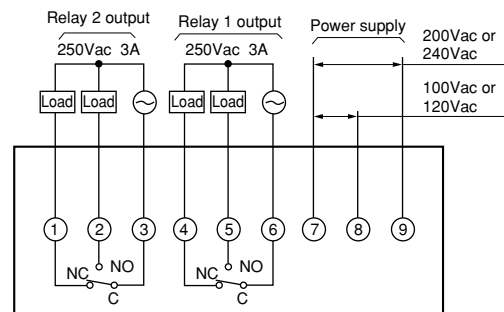 Relay 2 output
Relay 1 output
Power supply
250Vac 3A
250Vac 3A
200Vac or
240Vac
100Vac or
120Vac
Load
Load
Load
Load
1
2
3
4
5
6
7
8
9
NC
NO
C
NC
NO
C